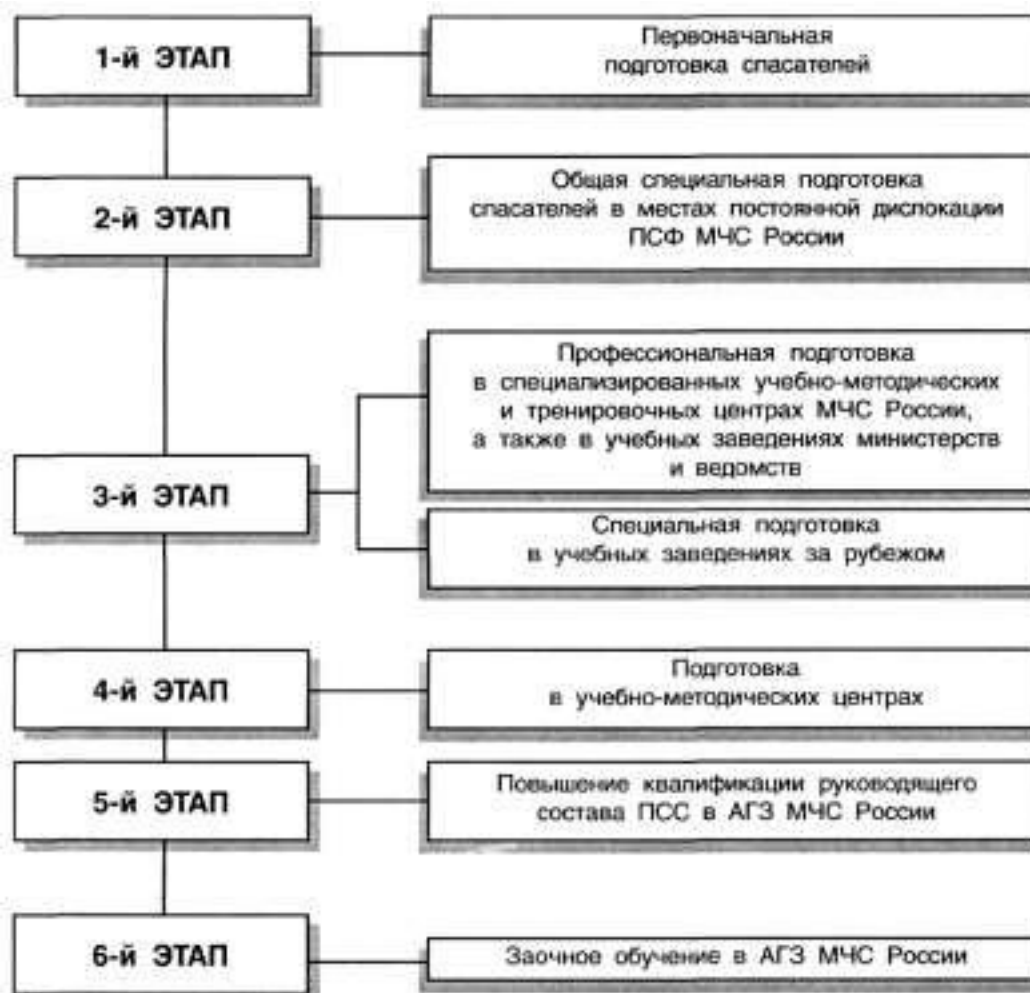 1-й ЭТАП
Первоначальная
подготовка спасателей
2-й ЭТАП
Общая специальная подготовка
спасателей в местах постоянной дислокации
ПСФ МЧС России
3-й ЭТАП
Профессиональная подготовка
в специализированных учебно-методических
и тренировочных центрах МЧС России,
а также в учебных заведениях министерств
и ведомств
Специальная подготовка
в учебных заведениях за рубежом
4-й ЭТАП
Подготовка
в учебно-методических центрах
5-й ЭТАП
Повышение квалификации руководящего
состава ПСС в АГЗ МЧС России
6-й ЭТАП
Заочное обучение в АГЗ МЧС России